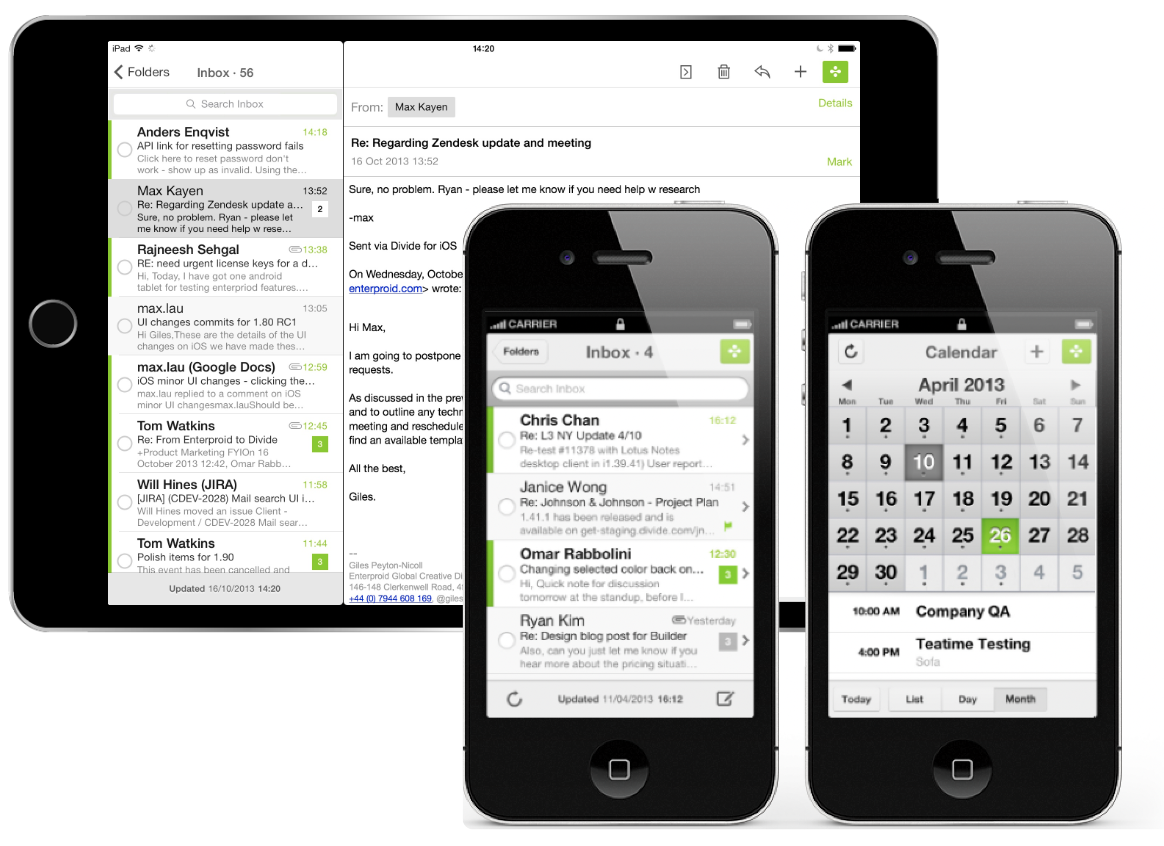 iPad
14:20
Folders
Inbox · 56
Search Inbox
Anders Enqvist
14:18
API link for resetting password fails
Click here to reset password don't
work - show up as invalid. Using the...
Max Kayen
13:52
Re: Regarding Zendesk update a...
2
Sure, no problem. Ryan - please let
me know if you need help w rese...
Rajneesh Sehgal
13:38
RE: need urgent license keys for a d...
Hi, Today, I have got one android
tablet for testing enterpriod features....
max.lau
13:05
UI changes commits for 1.80 RC1
Hi Giles,These are the details of the UI
changes on iOS we have made thes...
max.lau (Google Docs)
12:59
iOS minor UI changes - clicking the...
max.lau replied to a comment on iOS
minor UI changesmax.lauShould be...
Tom Watkins
12:45
Re: From Enterproid to Divide
3
+Product Marketing FYIOn 16
October 2013 12:42, Omar Rabb...
Will Hines (JIRA)
11:58
[JIRA] (CDEV-2028) Mail search UI i...
Will Hines moved an issue Client -
Development / CDEV-2028 Mail sear...
Tom Watkins
11:44
Polish items for 1.90
3
This event has been cancelled and
Updated 16/10/2013 14:20
From: Max Kayen
Details
Re: Regarding Zendesk update and meeting
16 Oct 2013 13:52
Mark
Sure, no problem. Ryan - please let me know if you need help w research
-max
Sent via Divide for iOS
On Wednesday, Octobe
enterproid.com> wrote:
Hi Max,
I am going to postpone
requests.
As discussed in the prev
and to outline any techn
meeting and reschedule
find an available templa
All the best,
Giles.
--
Giles Peyton-Nicoll
Enterproid Global Creative Di
146-148 Clerkenwell Road, 4
+44 (0) 7944 608 169, @giles
CARRIER
Folders
Inbox · 4
Search Inbox
Chris Chan
16:12
Re: L3 NY Update 4/10
Re-test #11378 with Lotus Notes
desktop client in i1.39.41) User report...
Janice Wong
14:51
Re: Johnson & Johnson - Project Plan
1.41.1 has been released and is
available on get-staging.divide.com/jn...
Omar Rabbolini
12:30
Changing selected color back on...
3
Hi, Quick note for discussion
tomorrow at the standup, before I...
Ryan Kim
Yesterday
Re: Design blog post for Builder
3
Also, can you just let me know if you
hear more about the pricing situati...
Updated 11/04/2013 16:12
CARRIER
Calendar
April 2013
Mon Tue Wed Thu Fri Sat Sun
1 2 3 4 5 6 7
8 9 10 11 12 13 14
15 16 17 18 19 20 21
22 23 24 25 26 27 28
29 30 1 2 3 4 5
10:00 AM Company QA
4:00 PM Teatime Testing
Sofa
Today List Day Month